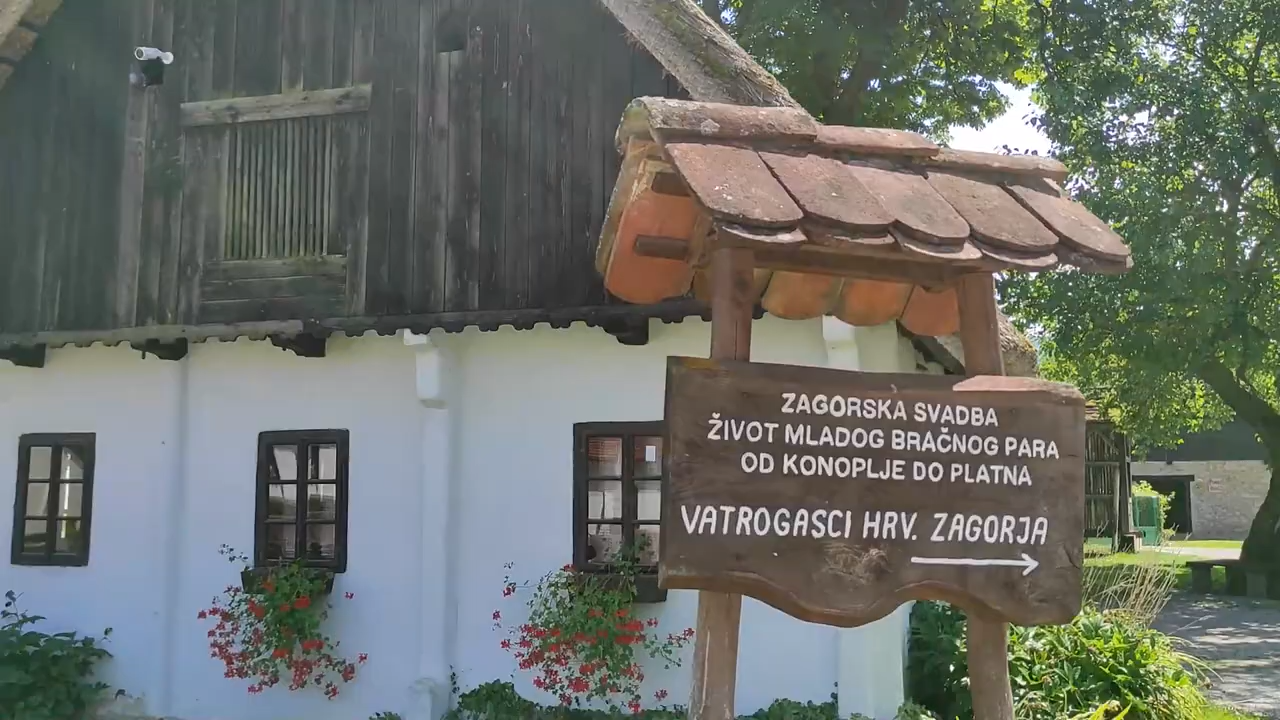 ZAGORSKA SVADBA
ŽIVOT MLADOG BRAČNOG PARA
OD KONOPLJE DO PLATNA
VATROGASCI HRV. ZAGORJA